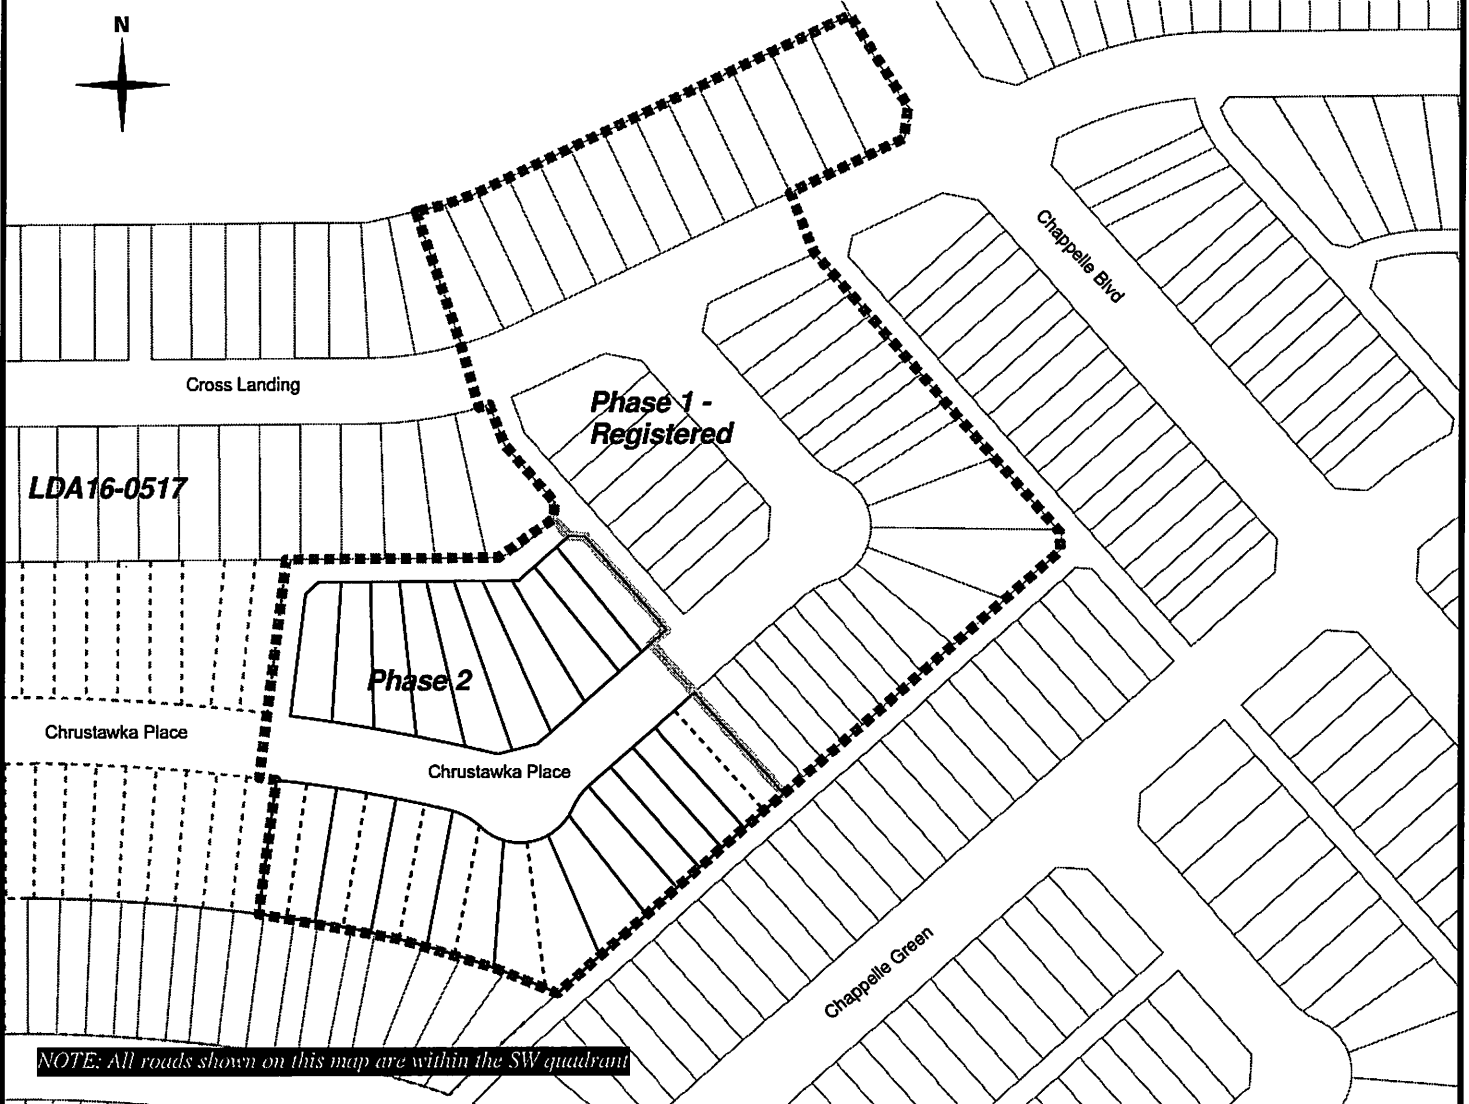 N
Chappelle Blvd
Cross Landing
Phase 1 -
Registered
LDA16-0517
Phase 2
Chrustawka Place
Chrustawka Place
Chappelle Green
NOTE: All roads shown on this map are within the SW quadrant